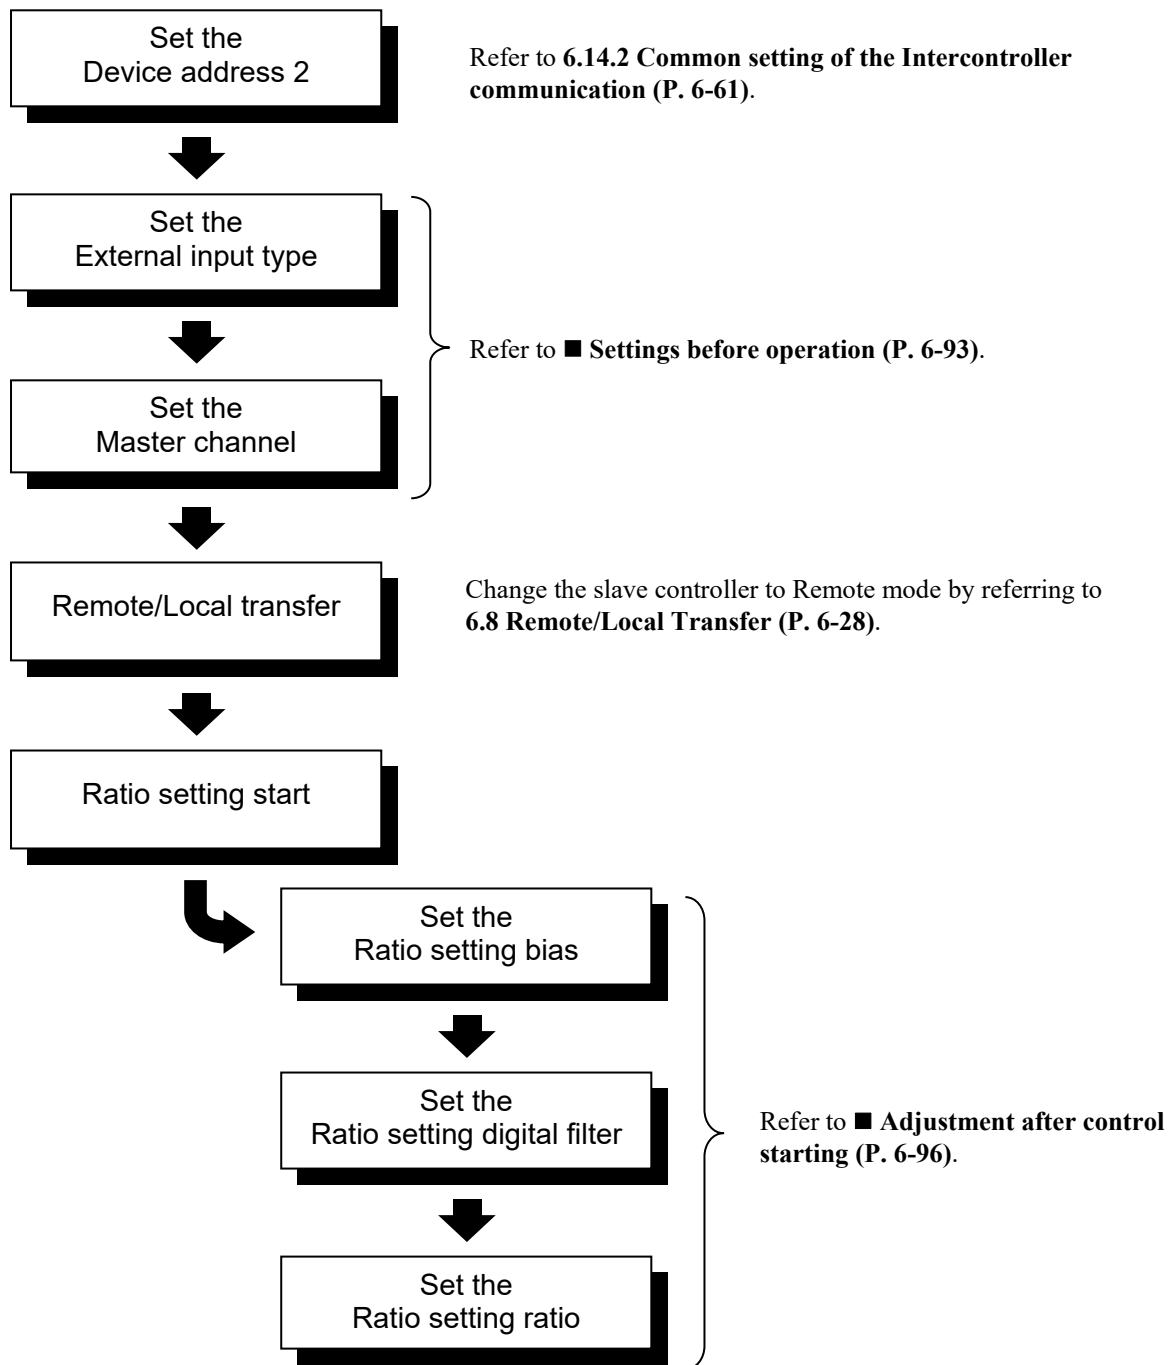 Set the
Device address 2
Refer to 6.14.2 Common setting of the Intercontroller
communication (P. 6-61).
Set the
External input type
Refer to ■ Settings before operation (P. 6-93).
Set the
Master channel
Remote/Local transfer
Change the slave controller to Remote mode by referring to
6.8 Remote/Local Transfer (P. 6-28).
Ratio setting start
Set the
Ratio setting bias
Set the
Ratio setting digital filter
Refer to ■ Adjustment after control
starting (P. 6-96).
Set the
Ratio setting ratio